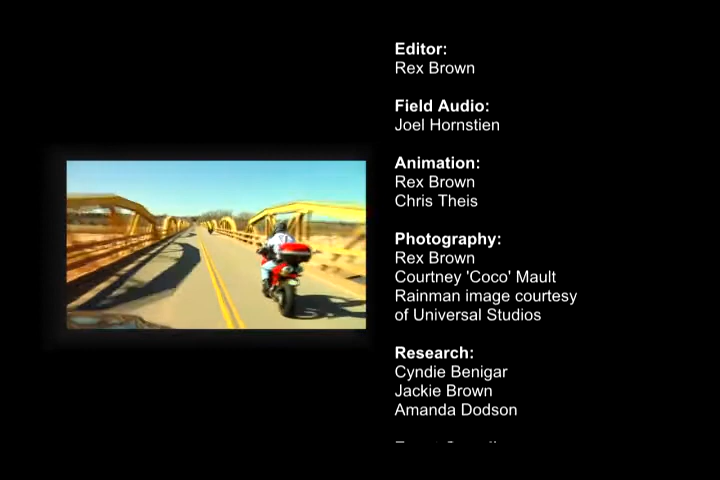 Editor:
Rex Brown
Field Audio:
Joel Hornstien
Animation:
Rex Brown
Chris Theis
Photography:
Rex Brown
Courtney 'Coco' Mault
Rainman image courtesy
of Universal Studios
Research:
Cyndie Benigar
Jackie Brown
Amanda Dodson